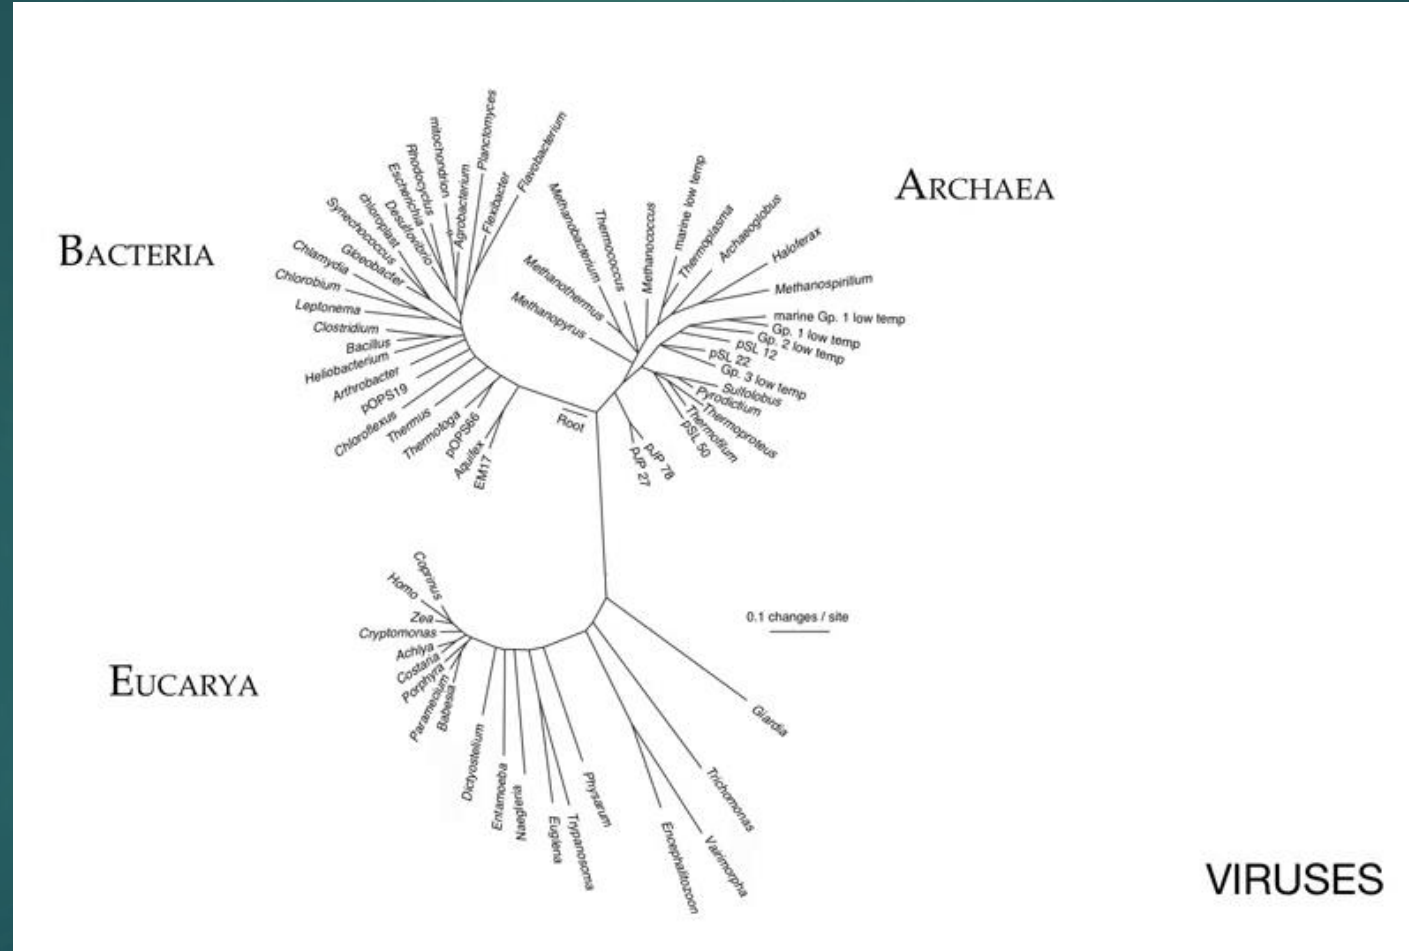 BACTERIA
ARCHAEA
EUCARYA
VIRUSES
Root
0.1 changes / site
EM17
Aquifex
pOPS66
Thermotoga
Thermus
Chloroflexus
pOPS19
Arthrobacter
Heliobacterium
Bacillus
Clostridium
Leptonema
Chlorobium
Chlamydia
Gloeobacter
Synechococcus
chloroplast
Desulfovibrio
Escherichia
Rhodocyclus
mitochondrion
Agrobacterium
Planctomyces
Flexibacter
Flavobacterium
Methanopyrus
Methanothermus
Methanobacterium
Thermococcus
Methanococcus
marine low temp
Thermoplasma
Archaeoglobus
Haloferax
Methanospirillum
marine Gp. 1 low temp
Gp. 1 low temp
Gp. 2 low temp
pSL 12
pSL 22
Gp. 3 low temp
Sulfolobus
Pyrodictium
Thermoproteus
Thermofilum
pSL 50
pJP 78
pJP 27
Coprinus
Homo
Zea
Cryptomonas
Achlya
Costaria
Porphyra
Paramecium
Babesia
Dictyostelium
Entamoeba
Naegleria
Euglena
Trypanosoma
Physarum
Encephalitozoon
Vairimorpha
Trichomonas
Giardia